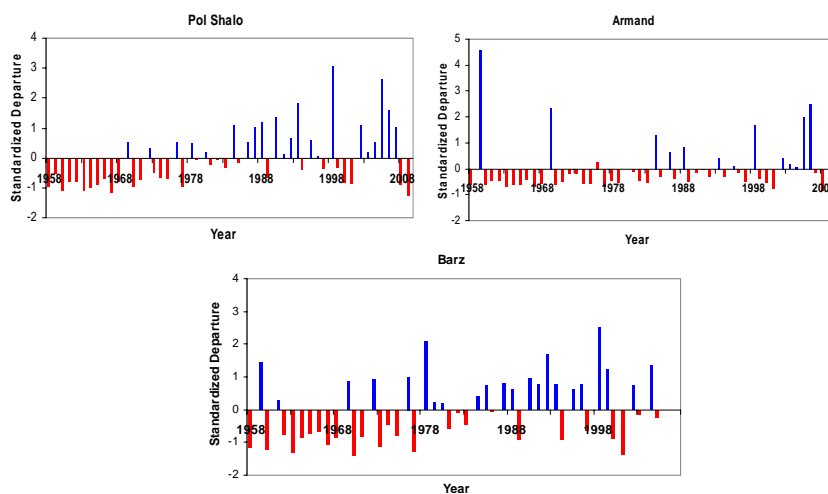 Pol Shalo
Standardized Departure
4
3
2
1
0
-1
-2
1958 1968 1978 1988 1998 2008
Year
Armand
Standardized Departure
5
4
3
2
1
0
-1
-2
1958 1968 1978 1988 1998 200
Year
Barz
Standardized Departure
4
3
2
1
0
-1
-2
1958 1968 1978 1988 1998
Year